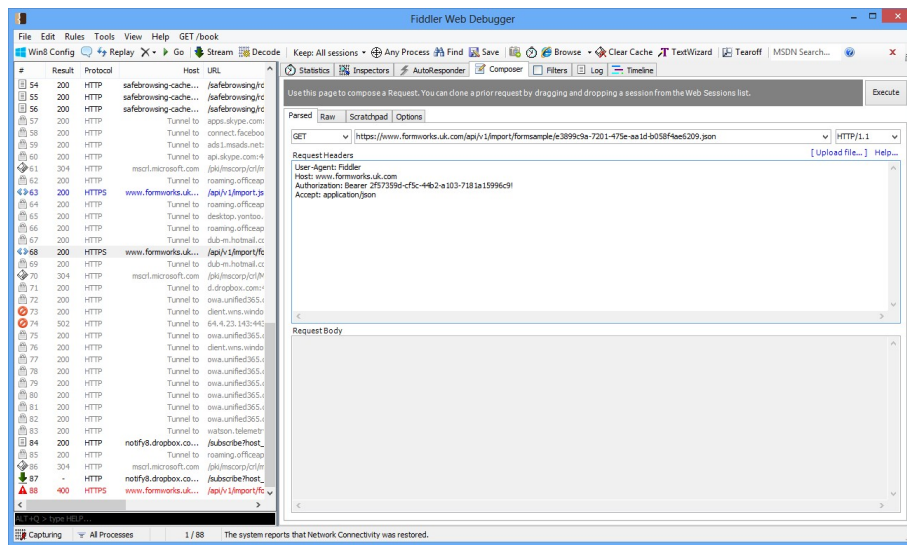 Fiddler Web Debugger
File Edit Rules Tools View Help GET /book
Win8 Config Replay X Go Stream Decode Keep: All sessions Any Process Find Save Browse Clear Cache TextWizard Tearoff MSDN Search... x
# Result Protocol Host URL
Statistics Inspectors AutoResponder Composer Filters Log Timeline
54 200 HTTP safebrowsing-cache... /safebrowsing/rd
55 200 HTTP safebrowsing-cache... /safebrowsing/rd
56 200 HTTP safebrowsing-cache... /safebrowsing/rd
57 200 HTTP Tunnel to apps.skype.com:
58 200 HTTP Tunnel to connect.faceboo
59 200 HTTP Tunnel to ads1.msads.net:
60 200 HTTP Tunnel to api.skype.com:4
61 304 HTTP mscrl.microsoft.com /pki/mscorp/crl/m
62 200 HTTP Tunnel to roaming.officeap
63 200 HTTPS www.formworks.uk... /api/v1/import.js
64 200 HTTP Tunnel to roaming.officeap
65 200 HTTP Tunnel to desktop.yontoo.
66 200 HTTP Tunnel to roaming.officeap
67 200 HTTP Tunnel to dub-m.hotmail.cc
68 200 HTTPS www.formworks.uk... /api/v1/import/fc
69 200 HTTP Tunnel to dub-m.hotmail.cc
70 304 HTTP mscrl.microsoft.com /pki/mscorp/crl/M
71 200 HTTP Tunnel to d.dropbox.com:4
72 200 HTTP Tunnel to owa.unified365.c
73 200 HTTP Tunnel to client.wns.windo
74 502 HTTP Tunnel to 64.4.23.143:443
75 200 HTTP Tunnel to owa.unified365.c
76 200 HTTP Tunnel to client.wns.windo
77 200 HTTP Tunnel to owa.unified365.c
78 200 HTTP Tunnel to owa.unified365.c
79 200 HTTP Tunnel to owa.unified365.c
80 200 HTTP Tunnel to owa.unified365.c
81 200 HTTP Tunnel to owa.unified365.c
82 200 HTTP Tunnel to owa.unified365.c
83 200 HTTP Tunnel to watson.telemetr
84 200 HTTP notify8.dropbox.co... /subscribe?host_
85 200 HTTP Tunnel to roaming.officeap
86 304 HTTP mscrl.microsoft.com /pki/mscorp/crl/m
87 - HTTP notify8.dropbox.co... /subscribe?host_
88 400 HTTPS www.formworks.uk... /api/v1/import/fc
Use this page to compose a Request. You can clone a prior request by dragging and dropping a session from the Web Sessions list.
Execute
Parsed Raw Scratchpad Options
GET https://www.formworks.uk.com/api/v1/import/formsample/e3899c9a-7201-475e-aa1d-b058f4ae6209.json HTTP/1.1
Request Headers [ Upload file... ] Help...
User-Agent: Fiddler
Host: www.formworks.uk.com
Authorization: Bearer 2f57359d-cf5c-44b2-a103-7181a15996c9!
Accept: application/json
Request Body
ALT+Q > type HELP...
Capturing All Processes 1 / 88 The system reports that Network Connectivity was restored.